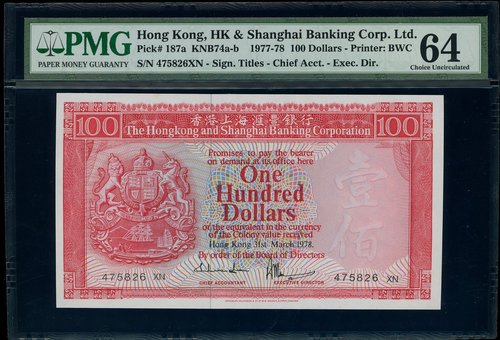 PMG
PAPER MONEY GUARANTY
Hong Kong, HK & Shanghai Banking Corp. Ltd.
Pick# 187a KNB74a-b 1977-78 100 Dollars - Printer: BWC
S/N 475826XN - Sign. Titles - Chief Acct. - Exec. Dir.
64
Choice Uncirculated
香港上海滙豐銀行
100
The Hongkong and Shanghai Banking Corporation
100
Promises to pay the bearer
on demand at its office here
One
Hundred
Dollars
or the equivalent in the currency
of the Colony value received
Hong Kong 31st March 1978.
By order of the Board of Directors
壹佰
475826 XN
CHIEF ACCOUNTANT
EXECUTIVE DIRECTOR
475826 XN